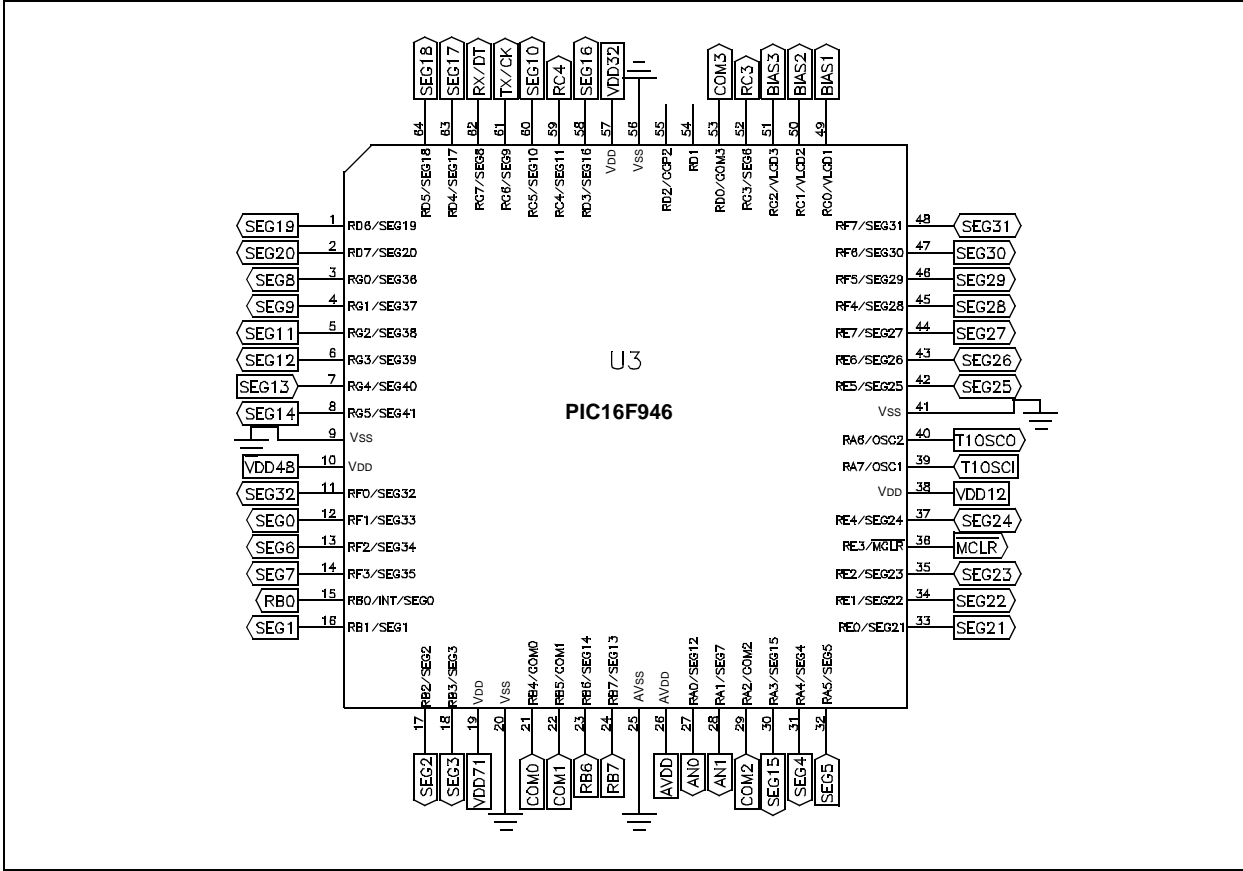 SEG18 SEG17 RX/DT TX/CK SEG10 RC4 SEG16 VDD32 COM3 RC3 BIAS3 BIAS2 BIAS1
64 63 62 61 60 59 58 57 56 55 54 53 52 51 50 49
RD5/SEG18 RD4/SEG17 RG7/SEG8 RG6/SEG9 RC5/SEG10 RC4/SEG11 RD3/SEG16 VDD VSS RD2/CCP2 RD1 RD0/COM3 RC3/SEG6 RC2/VLCD3 RC1/VLCD2 RC0/VLCD1
SEG19 1 RD6/SEG19
SEG20 2 RD7/SEG20
SEG8 3 RG0/SEG36
SEG9 4 RG1/SEG37
SEG11 5 RG2/SEG38
SEG12 6 RG3/SEG39
SEG13 7 RG4/SEG40
SEG14 8 RG5/SEG41
9 VSS
VDD48 10 VDD
SEG32 11 RF0/SEG32
SEG0 12 RF1/SEG33
SEG6 13 RF2/SEG34
SEG7 14 RF3/SEG35
RB0 15 RB0/INT/SEG0
SEG1 16 RB1/SEG1
U3
PIC16F946
RF7/SEG31 48 SEG31
RF6/SEG30 47 SEG30
RF5/SEG29 46 SEG29
RF4/SEG28 45 SEG28
RE7/SEG27 44 SEG27
RE6/SEG26 43 SEG26
RE5/SEG25 42 SEG25
VSS 41
RA6/OSC2 40 T1OSCO
RA7/OSC1 39 T1OSCI
VDD 38 VDD12
RE4/SEG24 37 SEG24
RE3/MCLR 36 MCLR
RE2/SEG23 35 SEG23
RE1/SEG22 34 SEG22
RE0/SEG21 33 SEG21
RB2/SEG2 RB3/SEG3 VDD VSS RB4/COM0 RB5/COM1 RB6/SEG14 RB7/SEG13 AVSS AVDD RA0/SEG12 RA1/SEG7 RA2/COM2 RA3/SEG15 RA4/SEG4 RA5/SEG5
17 18 19 20 21 22 23 24 25 26 27 28 29 30 31 32
SEG2 SEG3 VDD71 COM0 COM1 RB6 RB7 AVDD AN0 AN1 COM2 SEG15 SEG4 SEG5